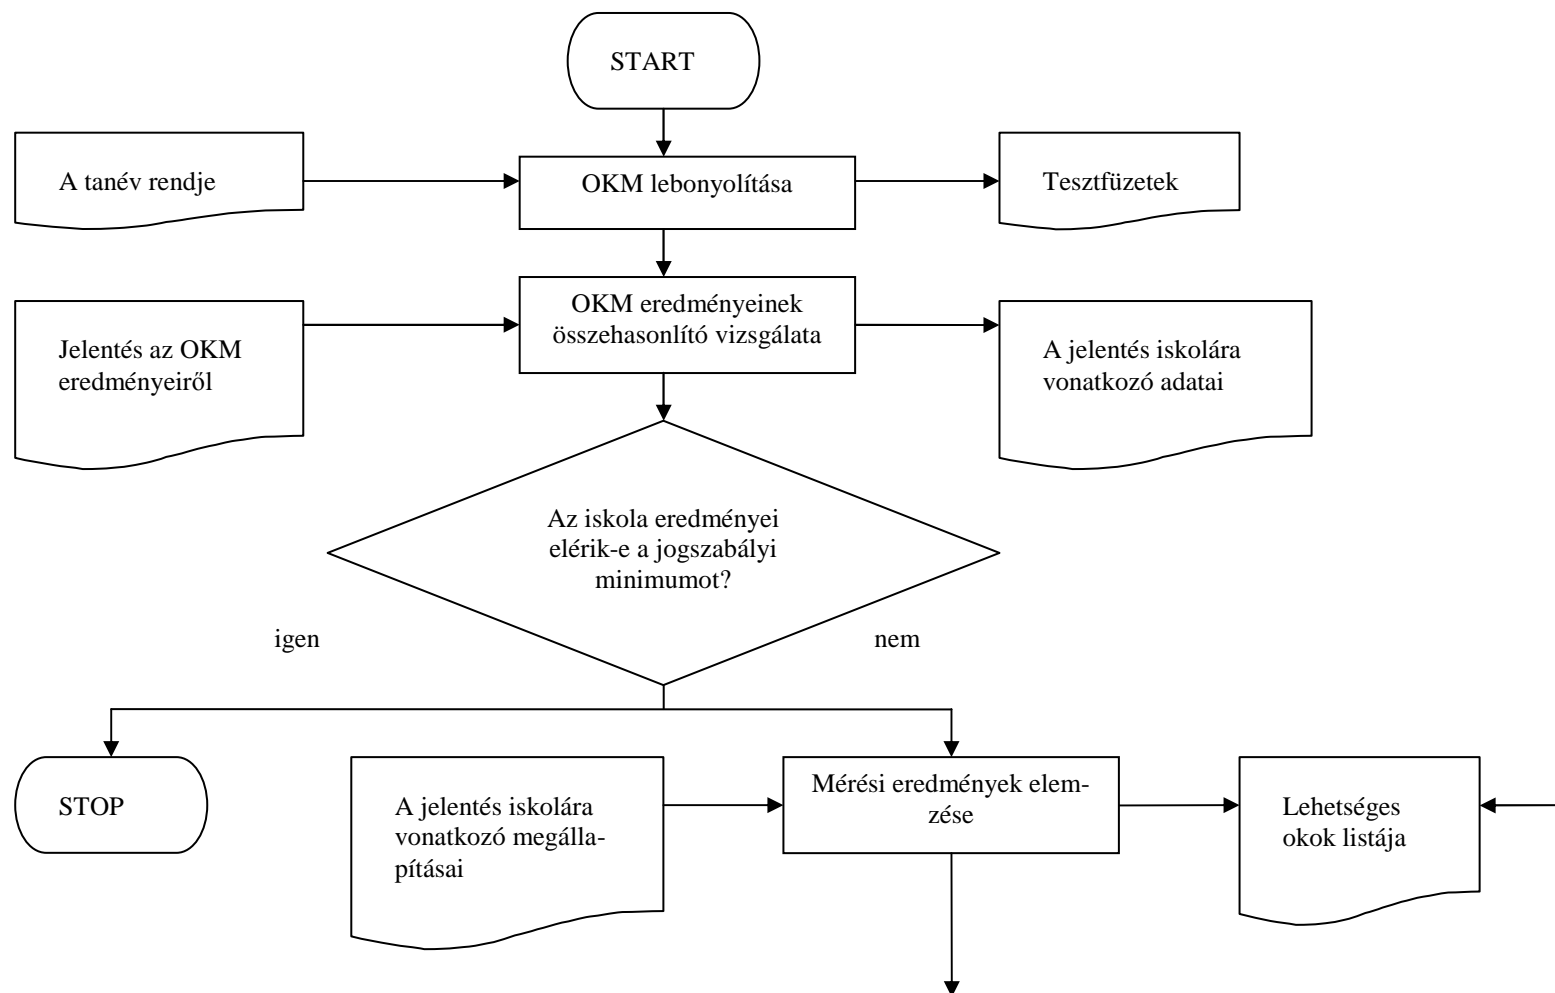 START
A tanév rendje
OKM lebonyolítása
Tesztfüzetek
OKM eredményeinek
összehasonlító vizsgálata
Jelentés az OKM
eredményeiről
A jelentés iskolára
vonatkozó adatai
Az iskola eredményei
elérik-e a jogszabályi
minimumot?
igen
nem
STOP
A jelentés iskolára
vonatkozó megálla-
pításai
Mérési eredmények elem-
zése
Lehetséges
okok listája